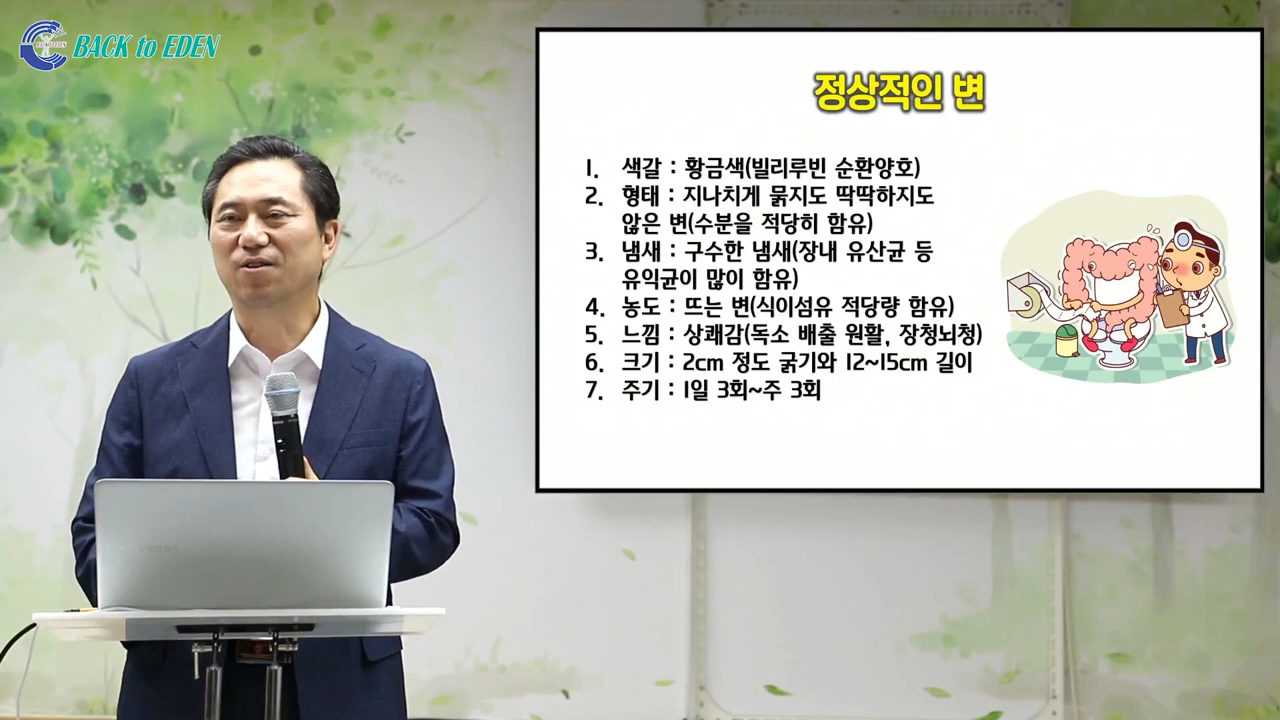 BACK to EDEN
정상적인 변
1. 색갈 : 황금색(빌리루빈 순환양호)
2. 형태 : 지나치게 묽지도 딱딱하지도
않은 변(수분을 적당히 함유)
3. 냄새 : 구수한 냄새(장내 유산균 등
유익균이 많이 함유)
4. 농도 : 뜨는 변(식이섬유 적당량 함유)
5. 느낌 : 상쾌감(독소 배출 원활, 장청뇌청)
6. 크기 : 2cm 정도 굵기와 12~15cm 길이
7. 주기 : 1일 3회~주 3회